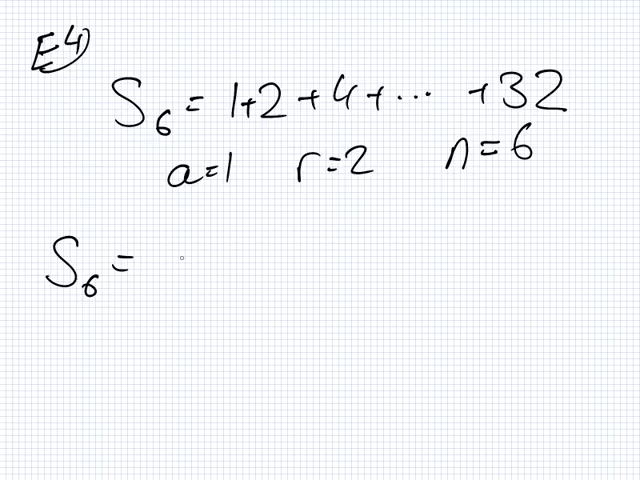 E4)
S₆ = 1+2+4+... +32
a=1 r=2 n=6
S₆ =